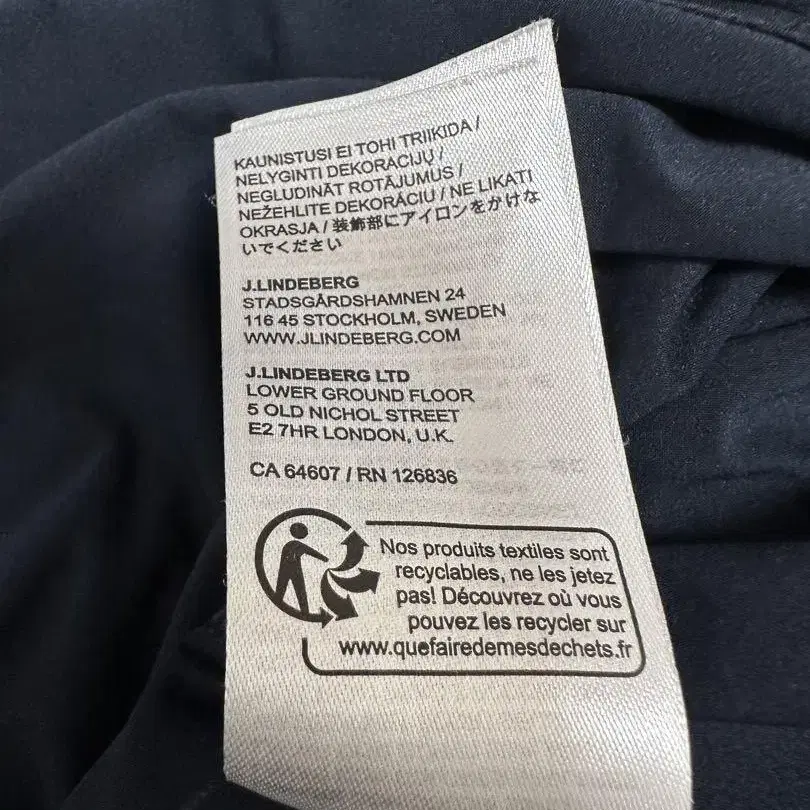 KAUNISTUSI EI TOHI TRIIKIDA /
NELYGINTI DEKORACIJŲ /
NEGLUDINĀT ROTĀJUMUS /
NEŽEHLITE DEKORÁCIU / NE LIKATI
OKRASJA / 装飾部にアイロンをかけな
いでください
J.LINDEBERG
STADSGÅRDSHAMNEN 24
116 45 STOCKHOLM, SWEDEN
WWW.JLINDEBERG.COM
J.LINDEBERG LTD
LOWER GROUND FLOOR
5 OLD NICHOL STREET
E2 7HR LONDON, U.K.
CA 64607 / RN 126836
Nos produits textiles sont
recyclables, ne les jetez
pas! Découvrez où vous
pouvez les recycler sur
www.quefairedemesdechets.fr